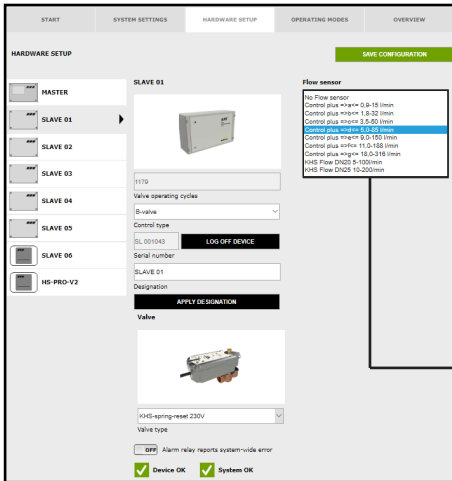 START SYSTEM SETTINGS HARDWARE SETUP OPERATING MODES OVERVIEW
HARDWARE SETUP
SAVE CONFIGURATION
MASTER
SLAVE 01
SLAVE 02
SLAVE 03
SLAVE 04
SLAVE 05
SLAVE 06
HS-PRO-V2
SLAVE 01
1179
Valve operating cycles
B-valve
Control type
SL 001043 LOG OFF DEVICE
Serial number
SLAVE 01
Designation
APPLY DESIGNATION
Valve
KHS-spring-reset 230V
Valve type
OFF Alarm relay reports system-wide error
Device OK System OK
Flow sensor
No Flow sensor
Control plus =>a<= 0,9-15 l/min
Control plus =>b<= 1,8-32 l/min
Control plus =>c<= 3,5-50 l/min
Control plus =>d<= 5,0-85 l/min
Control plus =>e<= 9,0-150 l/min
Control plus =>f<= 11,0-188 l/min
Control plus =>g<= 18,0-316 l/min
KHS Flow DN20 5-100l/min
KHS Flow DN25 10-200/min